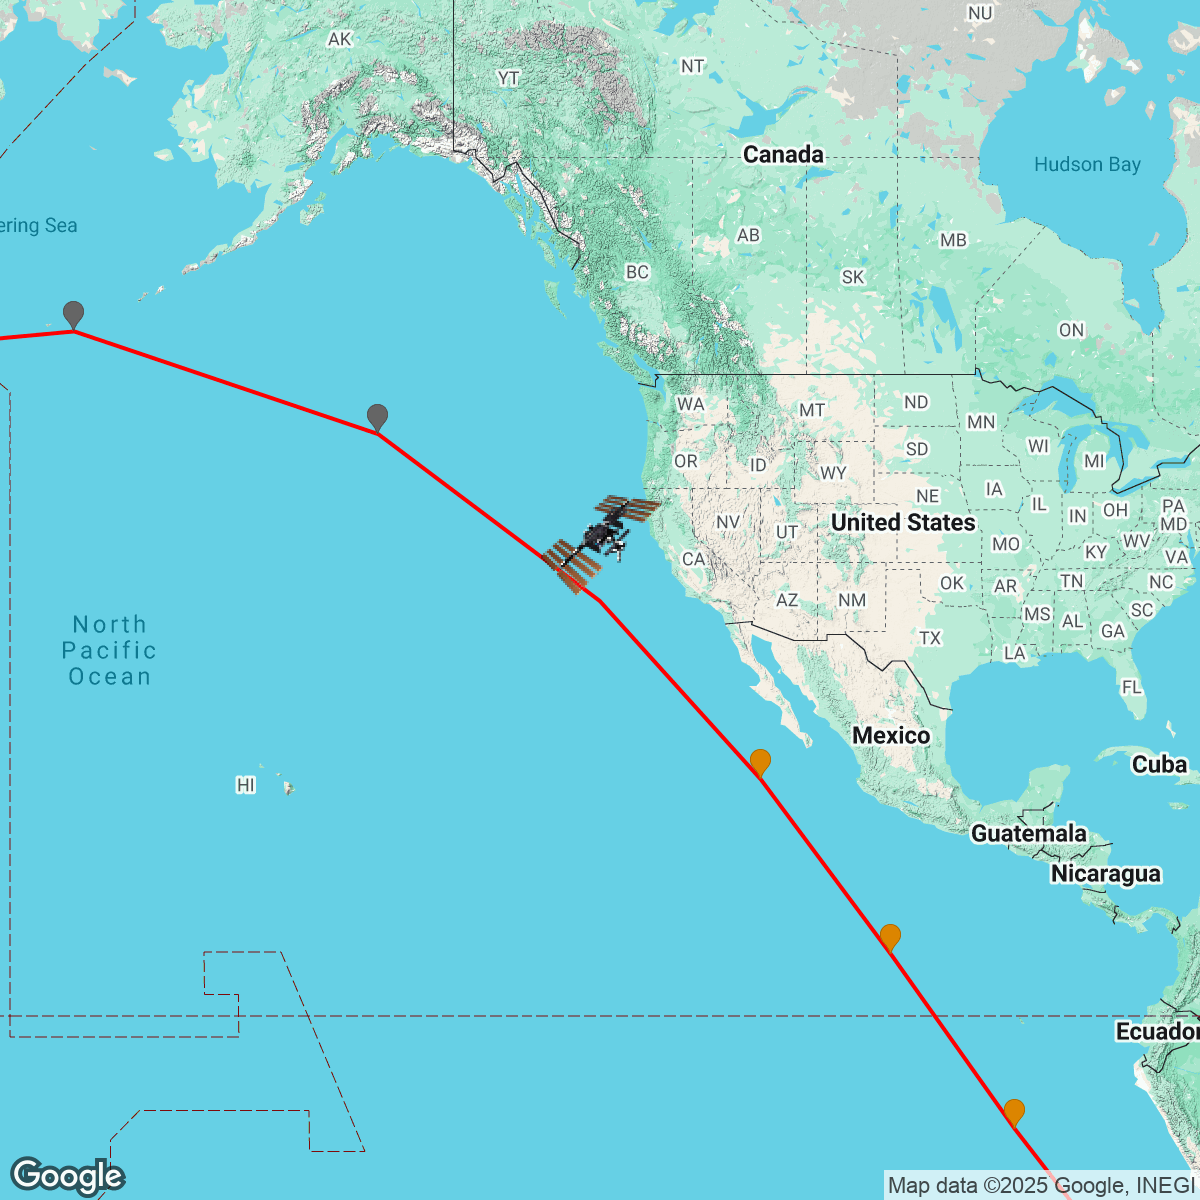 NU
AK
NT
YT
Canada
Hudson Bay
ering Sea
AB
MB
BC
SK
ON
WA
MT
ND
MN
OR
ID
SD
WI
MI
WY
NE
IA
IL
IN
OH
PA
MD
NV
UT
United States
MO
KY
WV
VA
CA
AZ
NM
OK
AR
TN
NC
MS
AL
SC
GA
TX
LA
FL
North
Pacific
Ocean
HI
Mexico
Cuba
Guatemala
Nicaragua
Ecuador
Google
Map data ©2025 Google, INEGI